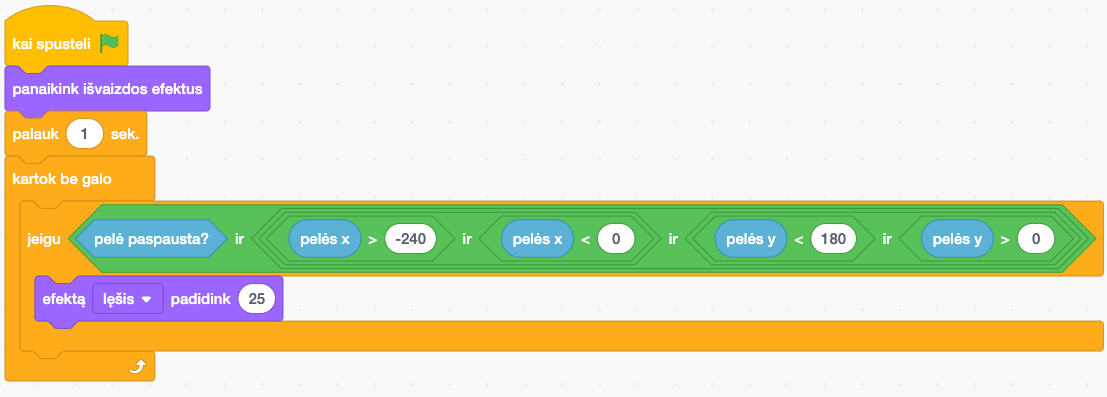 kai spusteli
panaikink išvaizdos efektus
palauk 1 sek.
kartok be galo
jeigu pelė paspausta? ir pelės x > -240 ir pelės x < 0 ir pelės y < 180 ir pelės y > 0
efektą lęšis padidink 25